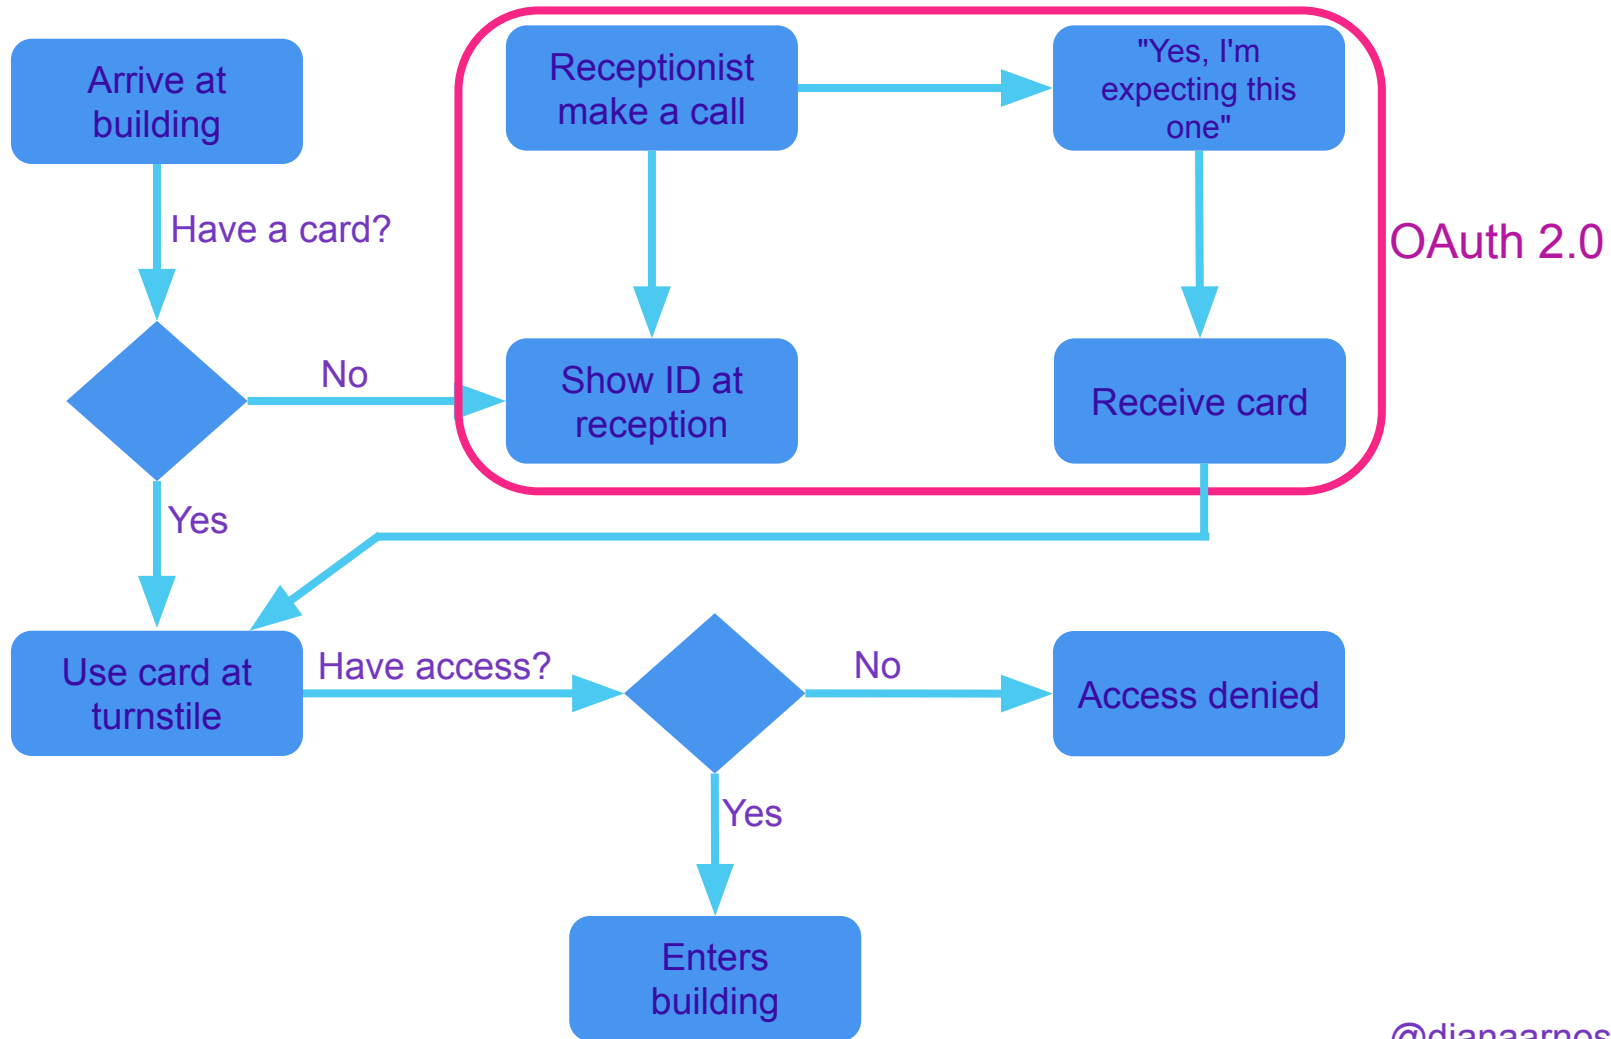 Arrive at
building
Receptionist
make a call
"Yes, I'm
expecting this
one"
Have a card?
OAuth 2.0
No
Show ID at
reception
Receive card
Yes
Use card at
turnstile
Have access?
No
Access denied
Yes
Enters
building
@dianaarnos